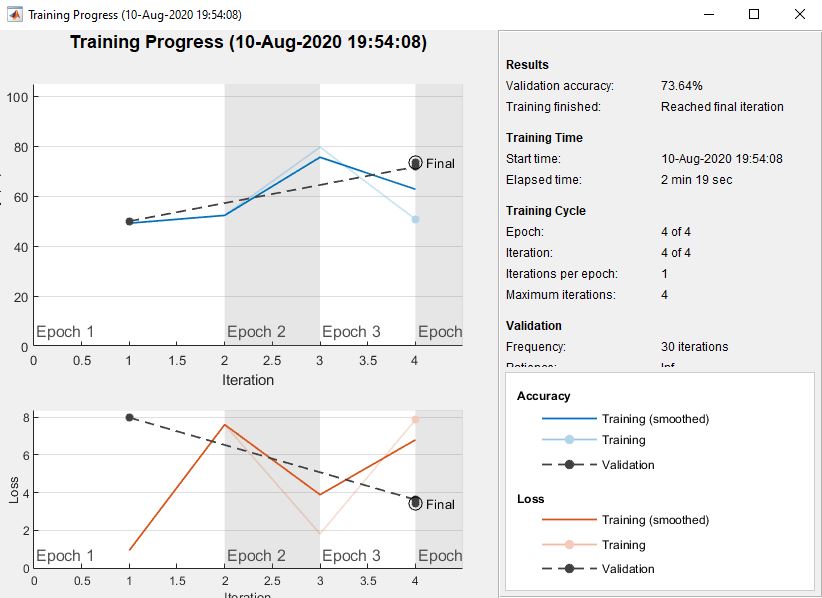 Training Progress (10-Aug-2020 19:54:08)
Training Progress (10-Aug-2020 19:54:08)
100
80
60
40
20
0
Final
Epoch 1
Epoch 2
Epoch 3
Epoch
0 0.5 1 1.5 2 2.5 3 3.5 4
Iteration
Loss
8
6
4
2
0
Final
Epoch 1
Epoch 2
Epoch 3
Epoch
0 0.5 1 1.5 2 2.5 3 3.5 4
Iteration
Results
Validation accuracy: 73.64%
Training finished: Reached final iteration
Training Time
Start time: 10-Aug-2020 19:54:08
Elapsed time: 2 min 19 sec
Training Cycle
Epoch: 4 of 4
Iteration: 4 of 4
Iterations per epoch: 1
Maximum iterations: 4
Validation
Frequency: 30 iterations
Patience: Inf
Accuracy
Training (smoothed)
Training
Validation
Loss
Training (smoothed)
Training
Validation